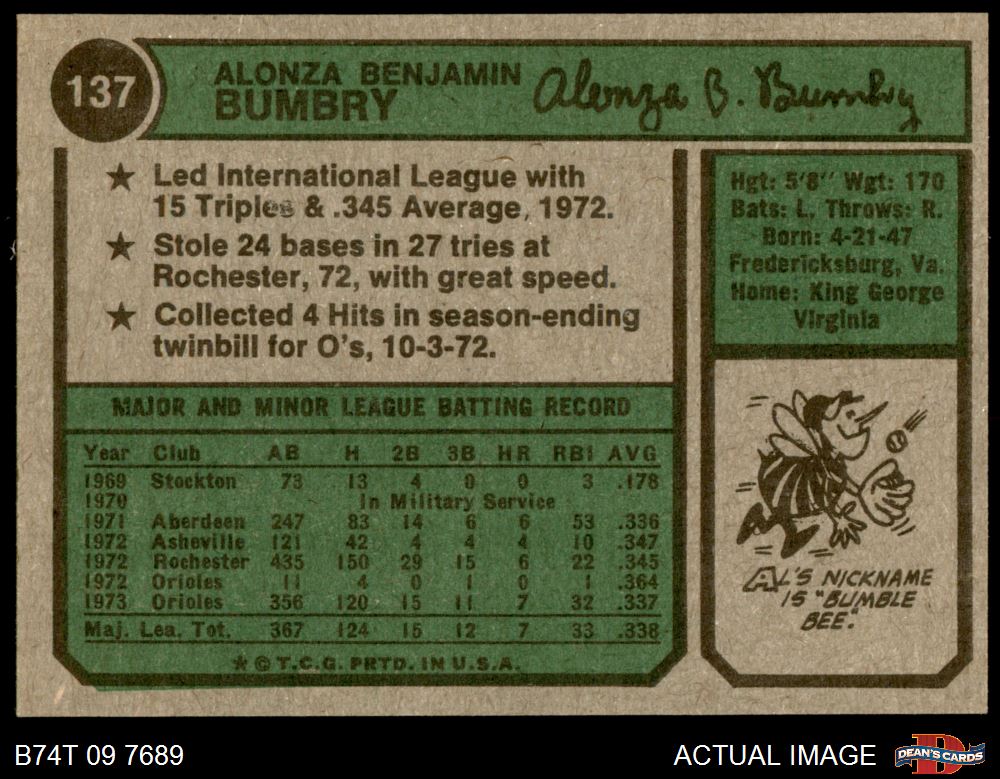 137
ALONZA BENJAMIN
BUMBRY
Alonza B. Bumbry
★ Led International League with
15 Triples & .345 Average, 1972.
★ Stole 24 bases in 27 tries at
Rochester, 72, with great speed.
★ Collected 4 Hits in season-ending
twinbill for O's, 10-3-72.
Hgt: 5'8" Wgt: 170
Bats: L. Throws: R.
Born: 4-21-47
Fredericksburg, Va.
Home: King George
Virginia
MAJOR AND MINOR LEAGUE BATTING RECORD
Year Club AB H 2B 3B HR RBI AVG
1969 Stockton 73 13 4 0 0 3 .178
1970 In Military Service
1971 Aberdeen 247 83 14 6 6 53 .336
1972 Asheville 121 42 4 4 4 10 .347
1972 Rochester 435 150 29 15 6 22 .345
1972 Orioles 11 4 0 1 0 1 .364
1973 Orioles 356 120 15 11 7 32 .337
Maj. Lea. Tot. 367 124 15 12 7 33 .338
★ © T.C.G. PRTD. IN U.S.A.
AL'S NICKNAME
IS "BUMBLE
BEE."
B74T 09 7689
ACTUAL IMAGE
DEAN'S CARDS